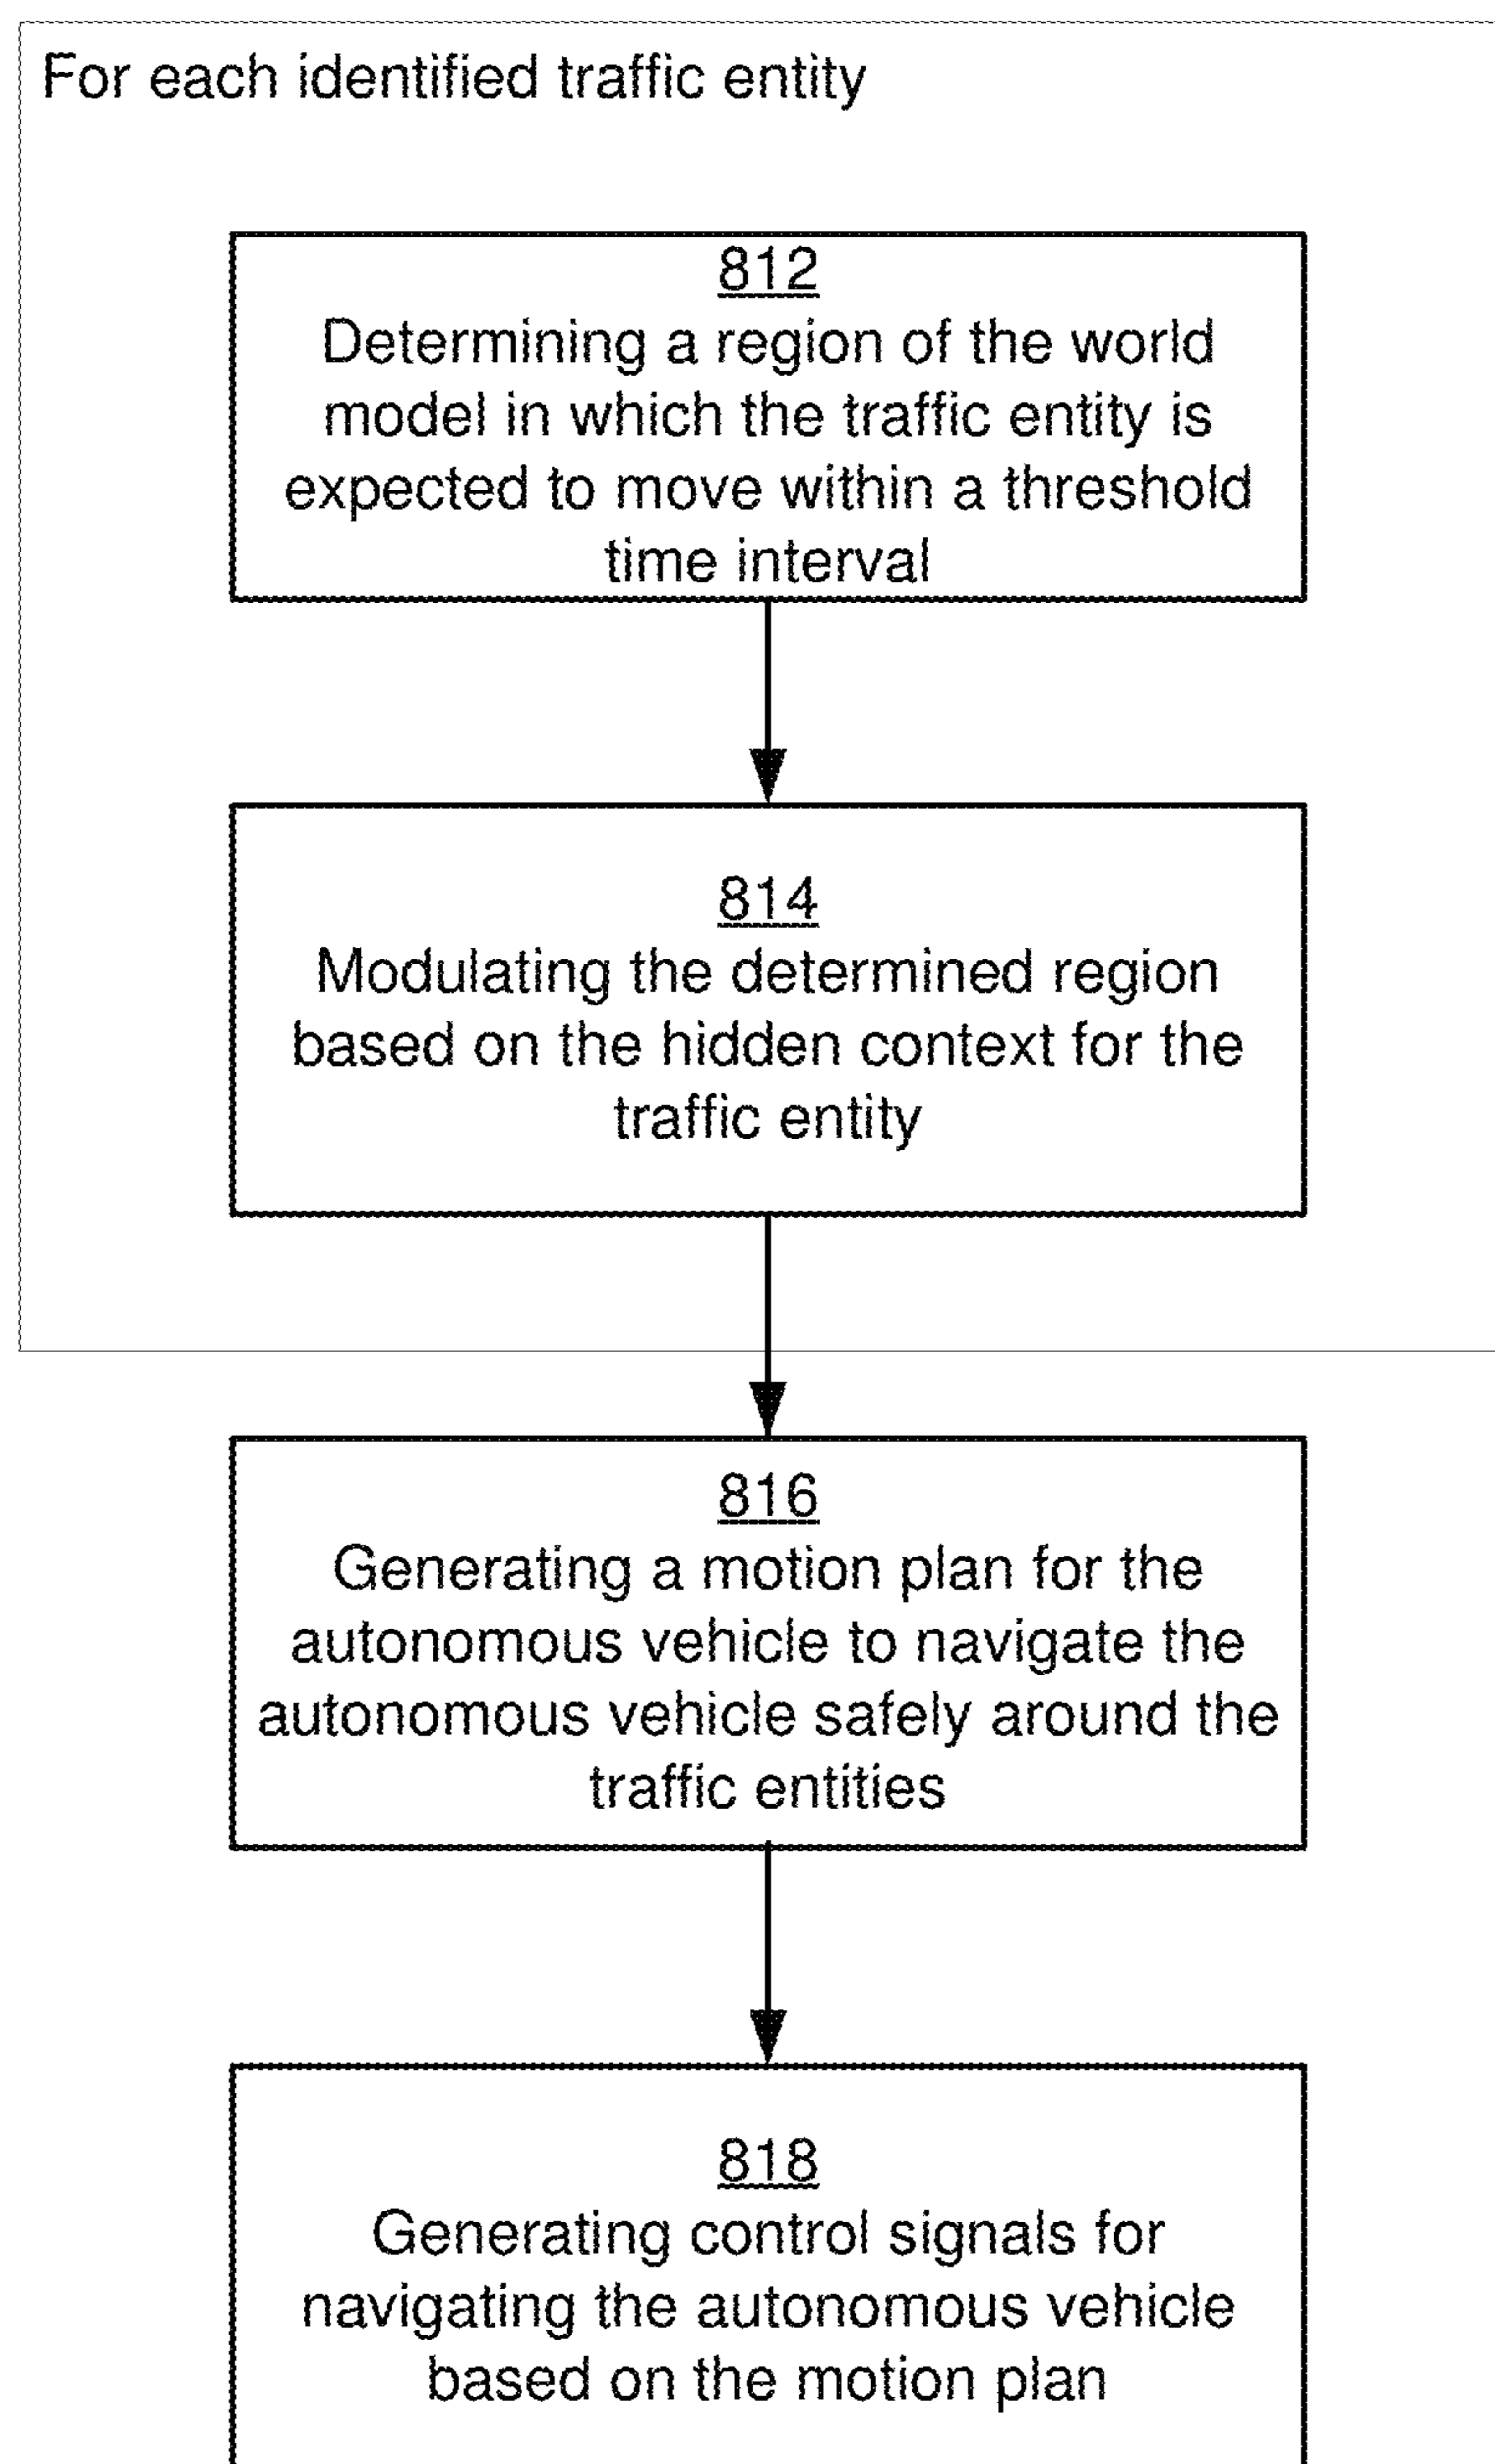 For each identified traffic entity
812
Determining a region of the world
model in which the traffic entity is
expected to move within a threshold
time interval
814
Modulating the determined region
based on the hidden context for the
traffic entity
816
Generating a motion plan for the
autonomous vehicle to navigate the
autonomous vehicle safely around the
traffic entities
818
Generating control signals for
navigating the autonomous vehicle
based on the motion plan